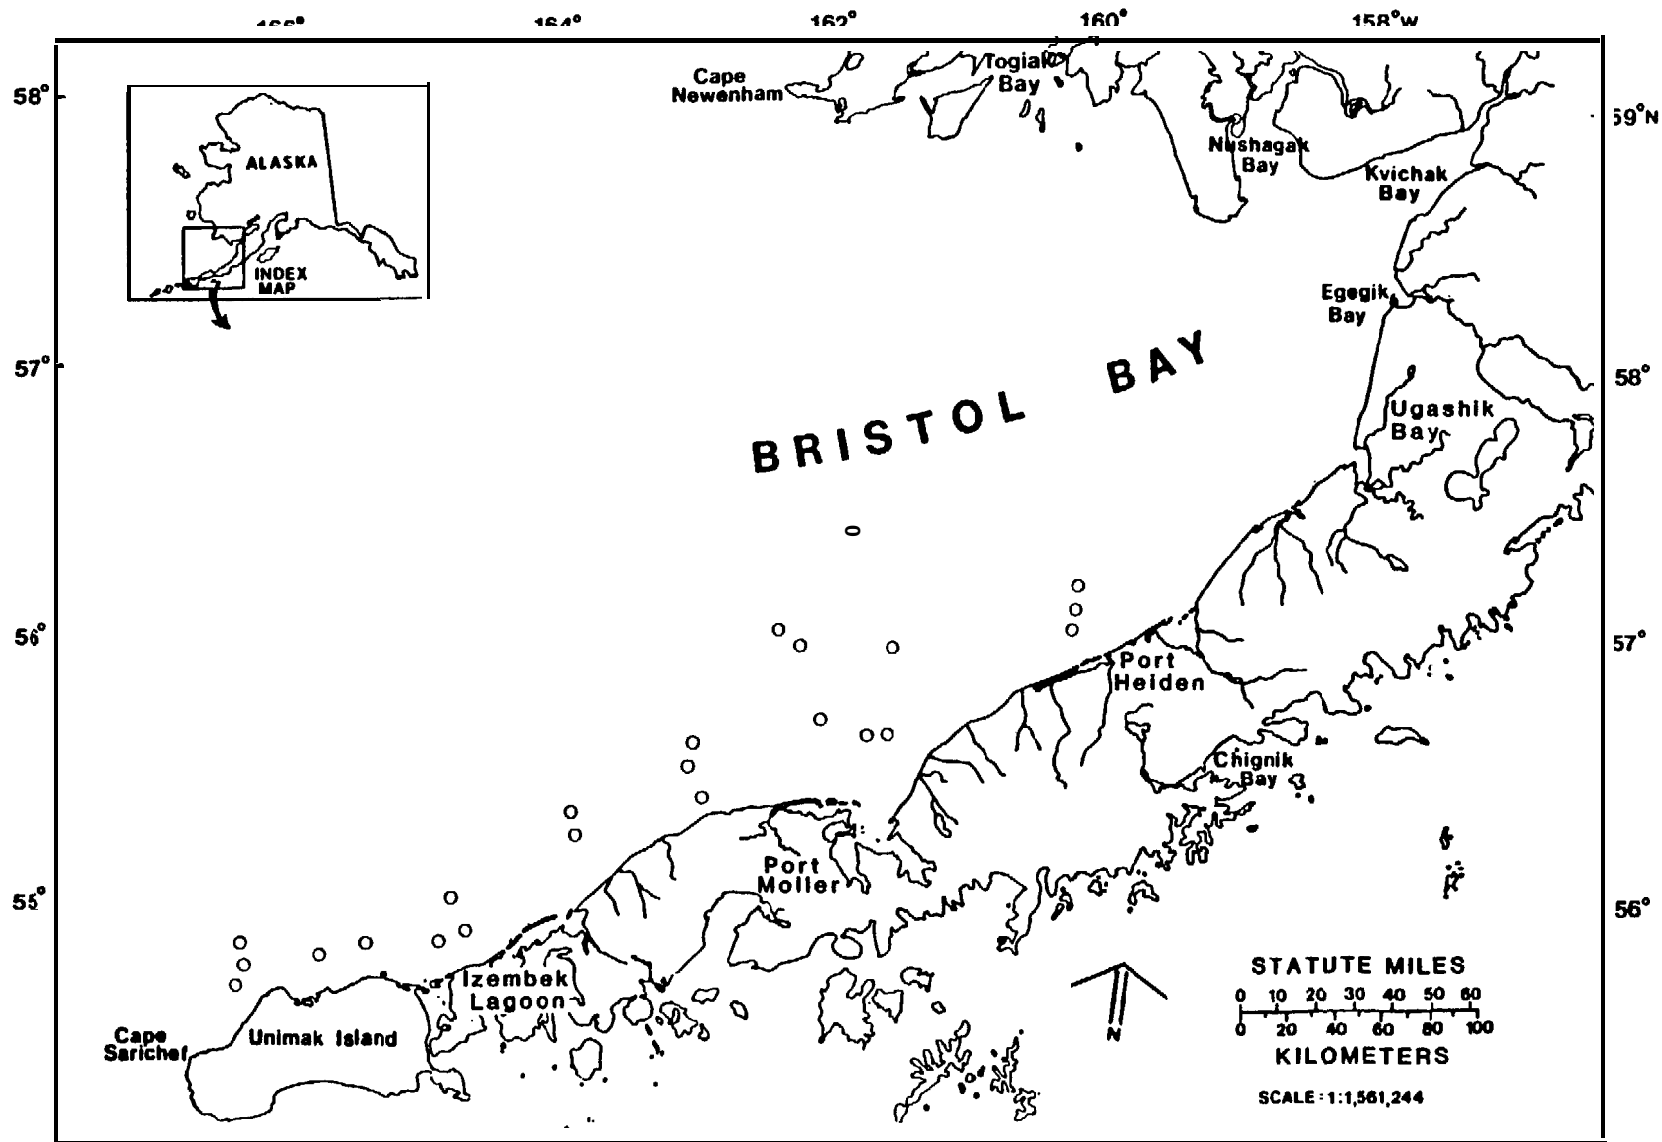 164° 162° 160° 158°W
58°
59°N
Cape
Newenham
Togiak
Bay
Nushagak
Bay
Kvichak
Bay
ALASKA
INDEX
MAP
Egegik
Bay
57°
58°
BRISTOL BAY
Ugashik
Bay
56°
57°
Port
Heiden
Chignik
Bay
Port
Moller
55°
56°
Izembek
Lagoon
Cape
Sarichef
Unimak Island
N
STATUTE MILES
0 10 20 30 40 50 60
0 20 40 60 80 100
KILOMETERS
SCALE : 1:1,561,244